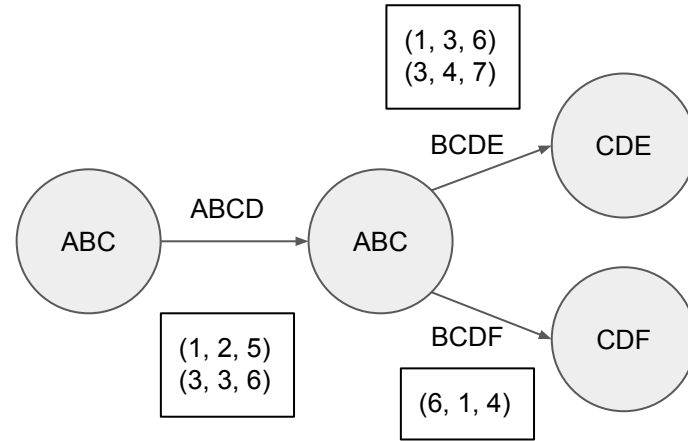 (1, 3, 6)
(3, 4, 7)
BCDE
CDE
ABCD
ABC
ABC
(1, 2, 5)
(3, 3, 6)
BCDF
CDF
(6, 1, 4)